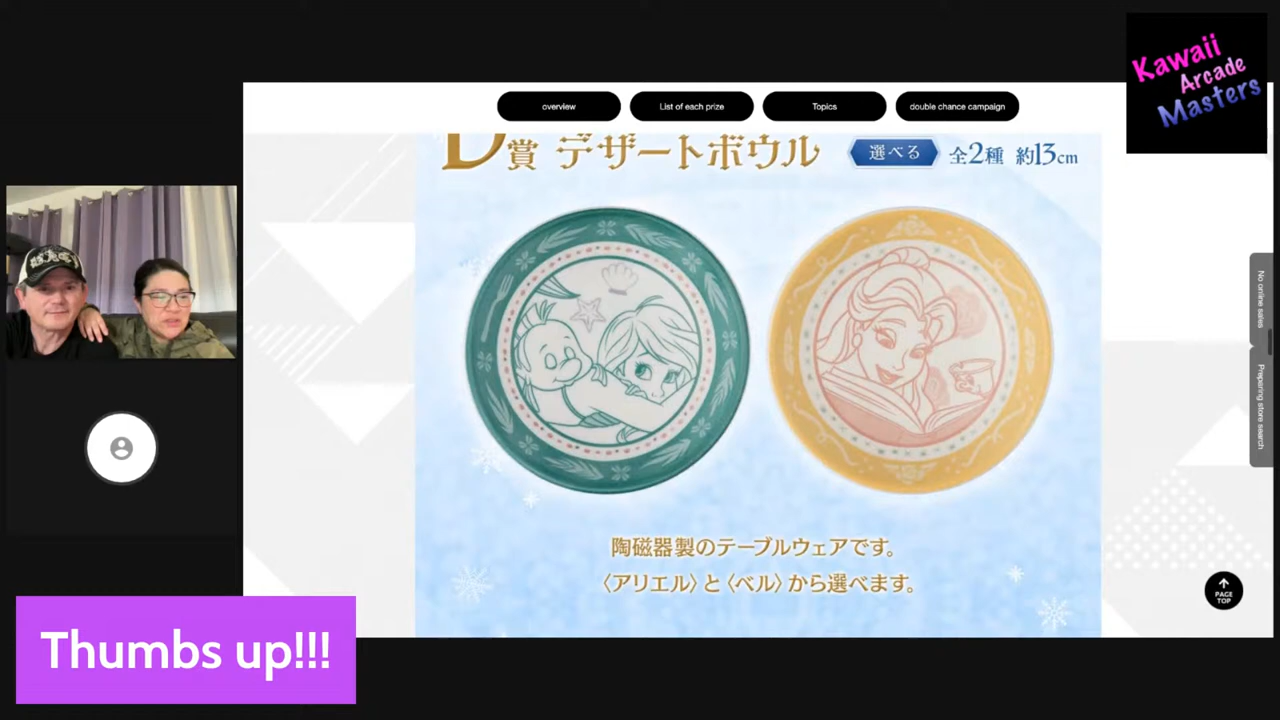 Kawaii
Arcade
Masters
overview
List of each prize
Topics
double chance campaign
D賞 デザートボウル
選べる
全2種 約13cm
No online sales
Preparing store search
陶磁器製のテーブルウェアです。
〈アリエル〉と〈ベル〉から選べます。
PAGE
TOP
Thumbs up!!!